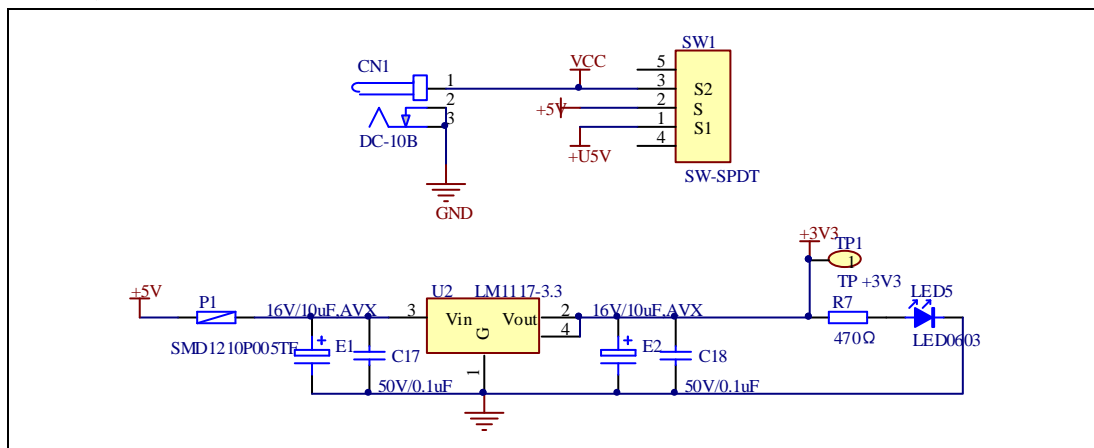 SW1
CN1
VCC
5
1
3
S2
2
+5V
2
S
3
1
S1
DC-10B
4
+U5V
SW-SPDT
GND
+3V3
TP1
1
TP +3V3
+5V
P1
U2
LM1117-3.3
R7
LED5
16V/10uF,AVX
3
Vin
Vout
2
16V/10uF,AVX
4
G
SMD1210P005TF
E1
C17
E2
C18
470Ω
LED0603
1
50V/0.1uF
50V/0.1uF